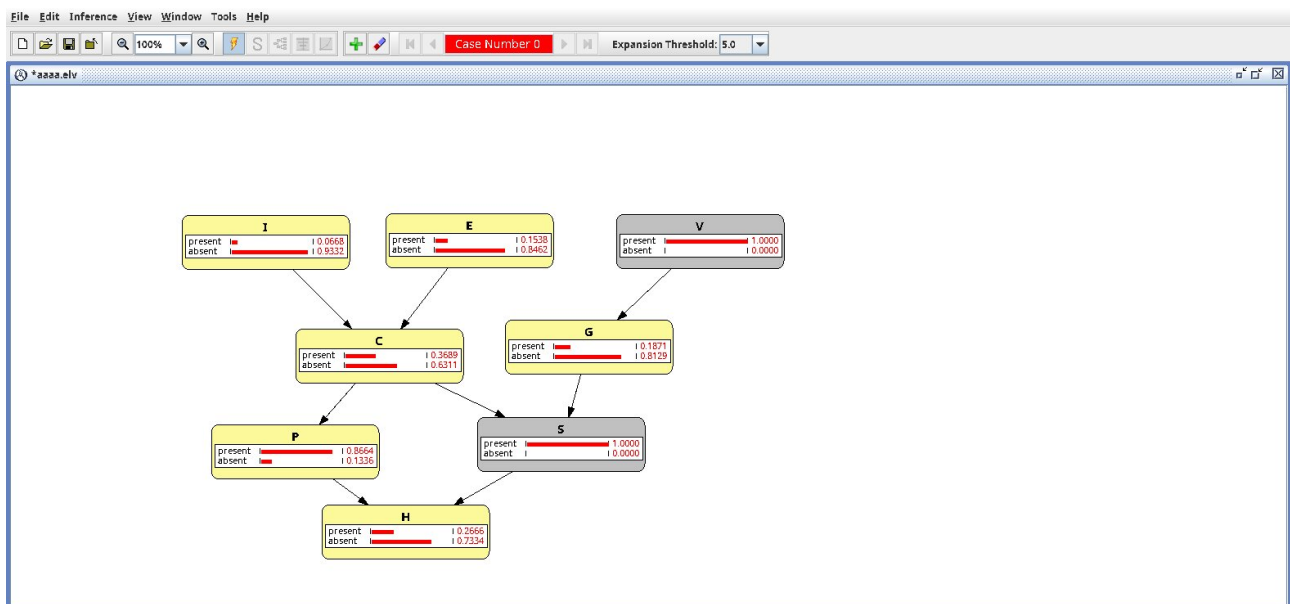 File Edit Inference View Window Tools Help
100% S Case Number 0 Expansion Threshold: 5.0
*aaaa.elv
I
present 0.0668
absent 0.9332
E
present 0.1538
absent 0.8462
V
present 1.0000
absent 0.0000
C
present 0.3689
absent 0.6311
G
present 0.1871
absent 0.8129
P
present 0.8664
absent 0.1336
S
present 1.0000
absent 0.0000
H
present 0.2666
absent 0.7334